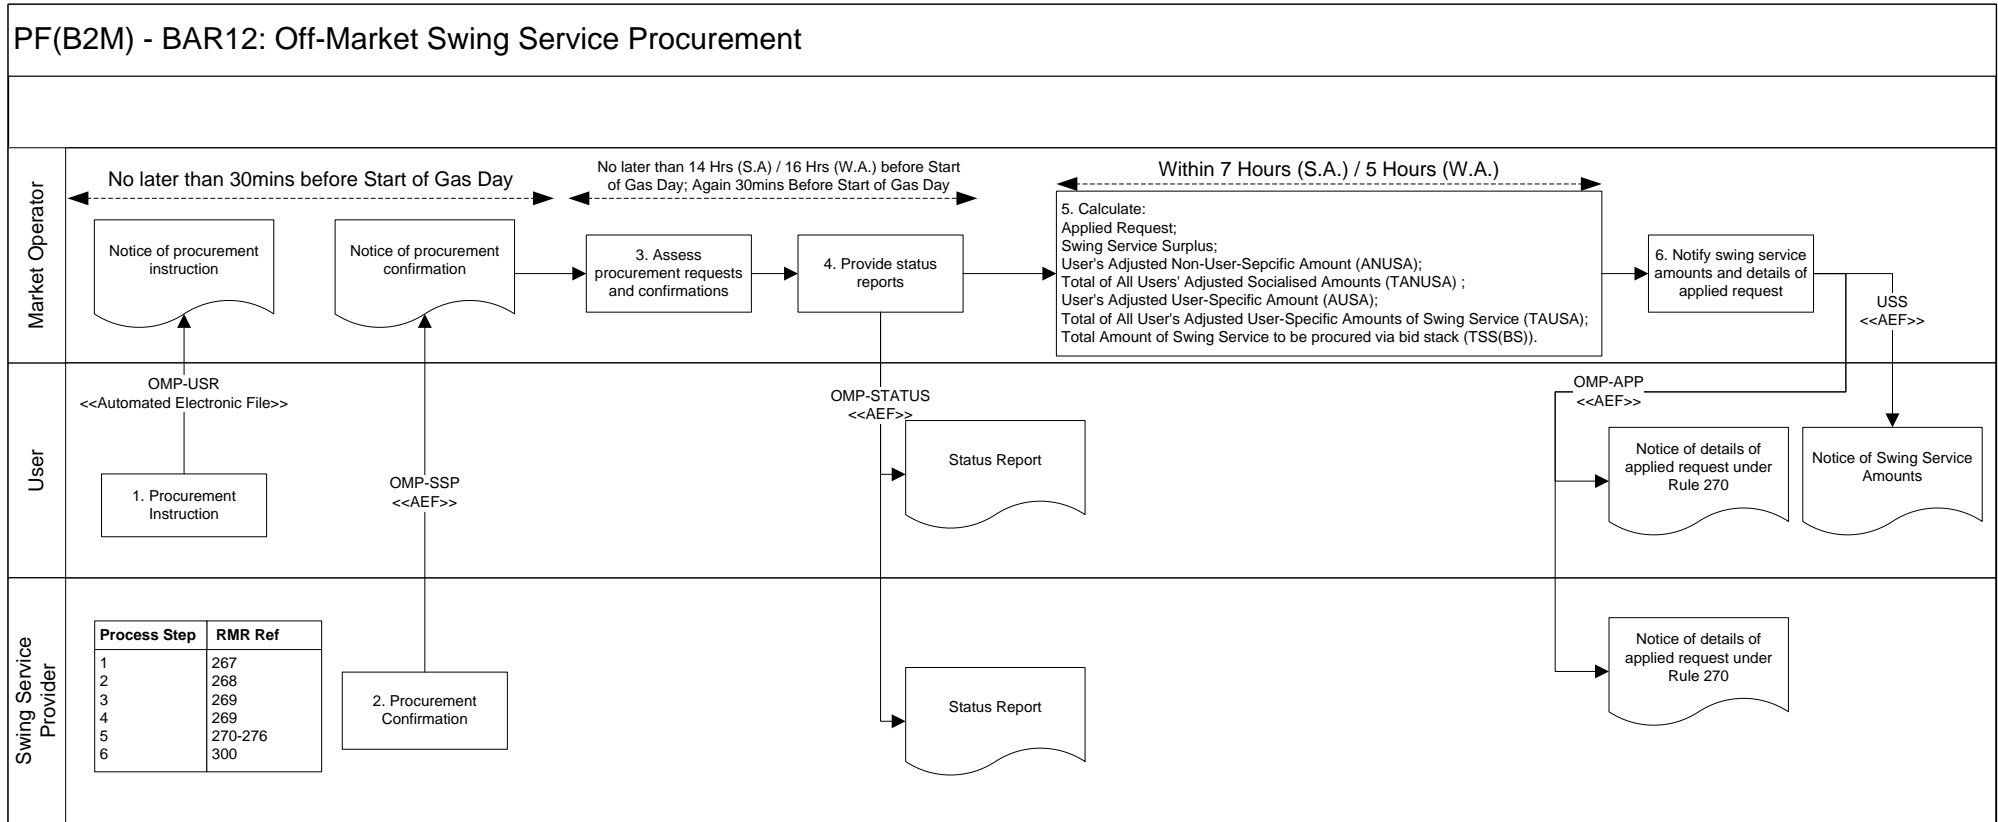 PF(B2M) - BAR12: Off-Market Swing Service Procurement
Market Operator
No later than 30mins before Start of Gas Day
No later than 14 Hrs (S.A) / 16 Hrs (W.A.) before Start
of Gas Day; Again 30mins Before Start of Gas Day
Within 7 Hours (S.A.) / 5 Hours (W.A.)
Notice of procurement
instruction
Notice of procurement
confirmation
3. Assess
procurement requests
and confirmations
4. Provide status
reports
5. Calculate:
Applied Request;
Swing Service Surplus;
User's Adjusted Non-User-Sepcific Amount (ANUSA);
Total of All Users' Adjusted Socialised Amounts (TANUSA) ;
User's Adjusted User-Specific Amount (AUSA);
Total of All User's Adjusted User-Specific Amounts of Swing Service (TAUSA);
Total Amount of Swing Service to be procured via bid stack (TSS(BS)).
6. Notify swing service
amounts and details of
applied request
USS
<<AEF>>
User
OMP-USR
<<Automated Electronic File>>
1. Procurement
Instruction
OMP-SSP
<<AEF>>
OMP-STATUS
<<AEF>>
Status Report
OMP-APP
<<AEF>>
Notice of details of
applied request under
Rule 270
Notice of Swing Service
Amounts
Swing Service
Provider
Process Step RMR Ref
1 267
2 268
3 269
4 269
5 270-276
6 300
2. Procurement
Confirmation
Status Report
Notice of details of
applied request under
Rule 270